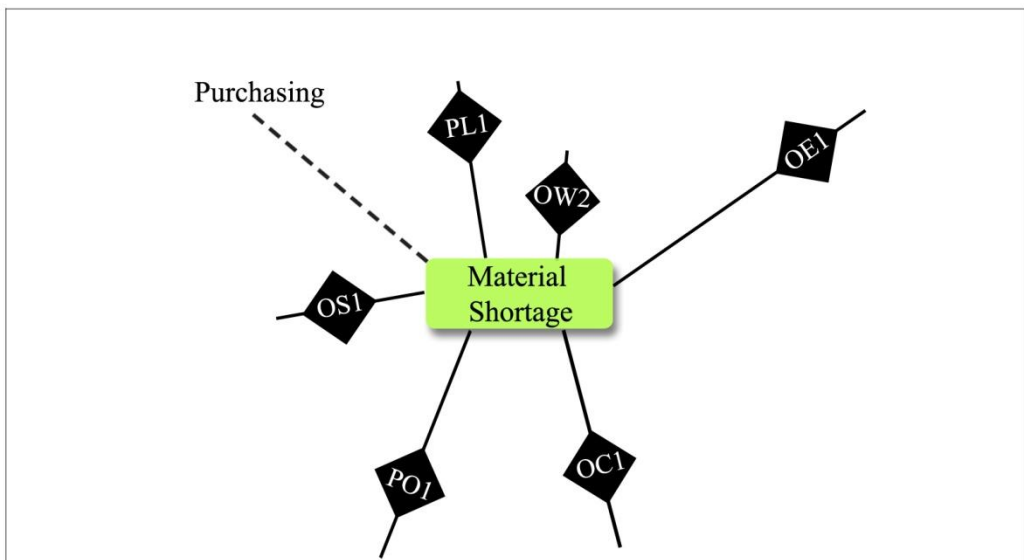 Purchasing
PL1
OE1
OW2
Material
Shortage
OS1
OC1
PO1